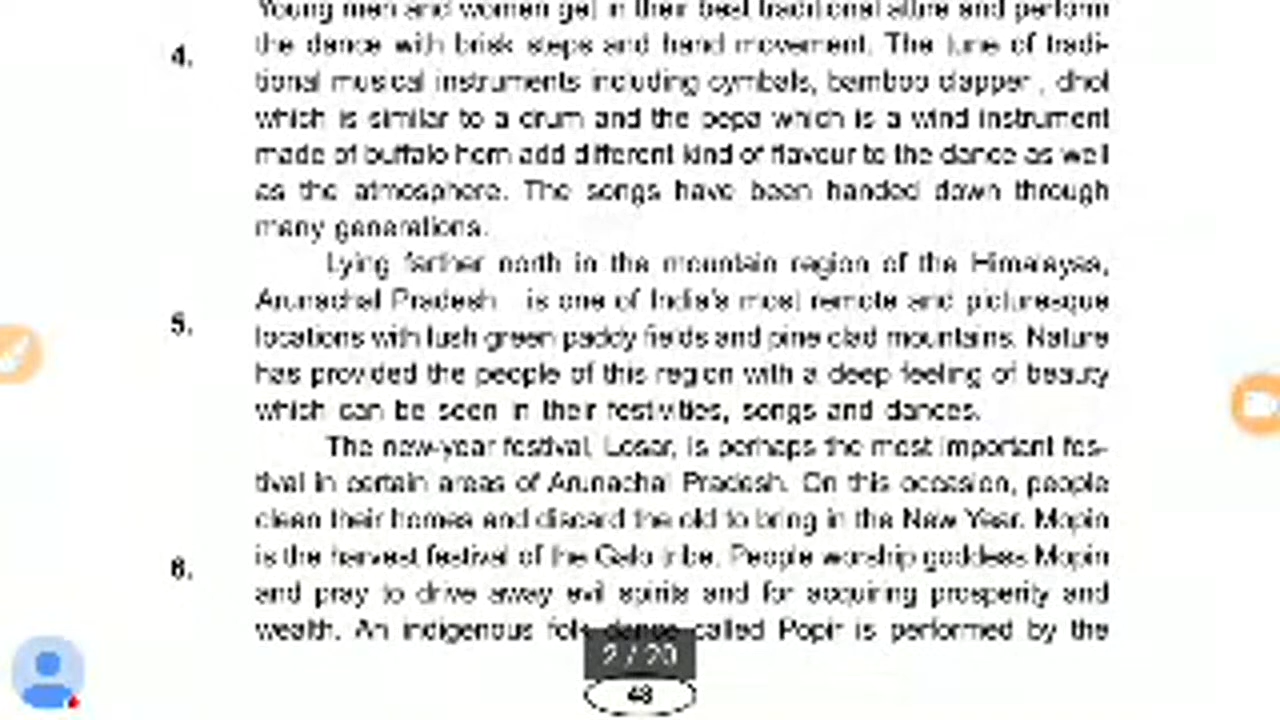 Young men and women get in their best traditional attire and perform
4. the dance with brisk steps and hand movement. The tune of tradi-
tional musical instruments including cymbals, bamboo clapper , dhol
which is similar to a drum and the pepa which is a wind instrument
made of buffalo horn add different kind of flavour to the dance as well
as the atmosphere. The songs have been handed down through
many generations.
Lying farther north in the mountain region of the Himalayas,
5. Arunachal Pradesh is one of India's most remote and picturesque
locations with lush green paddy fields and pine clad mountains. Nature
has provided the people of this region with a deep feeling of beauty
which can be seen in their festivities, songs and dances.
The new-year festival, Losar, is perhaps the most important fes-
tival in certain areas of Arunachal Pradesh. On this occasion, people
clean their homes and discard the old to bring in the New Year. Mopin
6. is the harvest festival of the Galo tribe. People worship goddess Mopin
and pray to drive away evil spirits and for acquiring prosperity and
wealth. An indigenous folk dance called Popir is performed by the
2 / 20
48